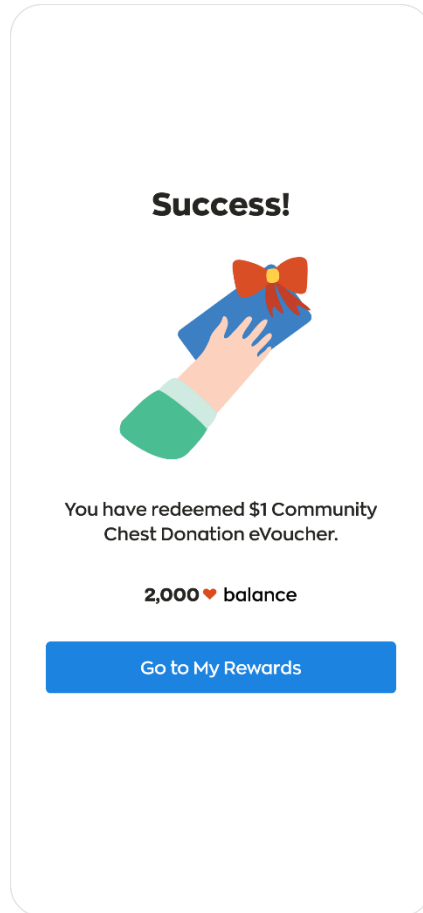 Success!
You have redeemed $1 Community
Chest Donation eVoucher.
2,000 ♥ balance
Go to My Rewards